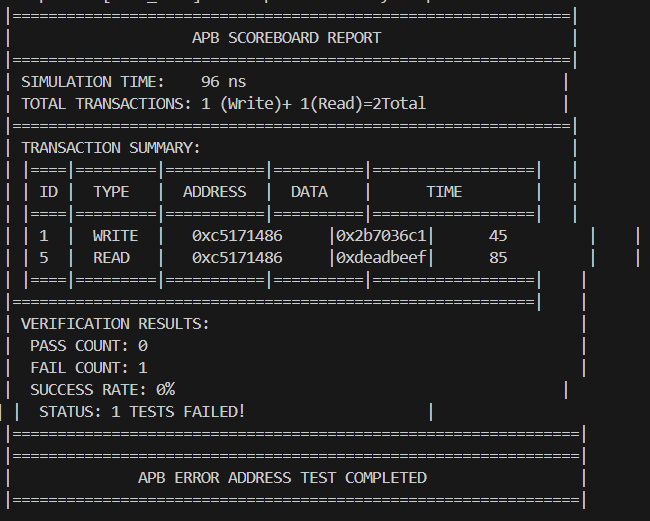 |==============================================================|
| APB SCOREBOARD REPORT |
|==============================================================|
| SIMULATION TIME: 96 ns |
| TOTAL TRANSACTIONS: 1 (Write)+ 1(Read)=2Total |
|==============================================================|
| TRANSACTION SUMMARY: |
| |====|=========|===========|==========|==================| |
| | ID | TYPE | ADDRESS | DATA | TIME | |
| |====|=========|===========|==========|==================| |
| | 1 | WRITE | 0xc5171486 |0x2b7036c1| 45 | |
| | 5 | READ | 0xc5171486 |0xdeadbeef| 85 | |
| |====|=========|===========|==========|==================| |
|==========================================================| |
| VERIFICATION RESULTS: |
| PASS COUNT: 0 |
| FAIL COUNT: 1 |
| SUCCESS RATE: 0% |
| | STATUS: 1 TESTS FAILED! |
|===============================================================|
|===============================================================|
| APB ERROR ADDRESS TEST COMPLETED |
|===============================================================|